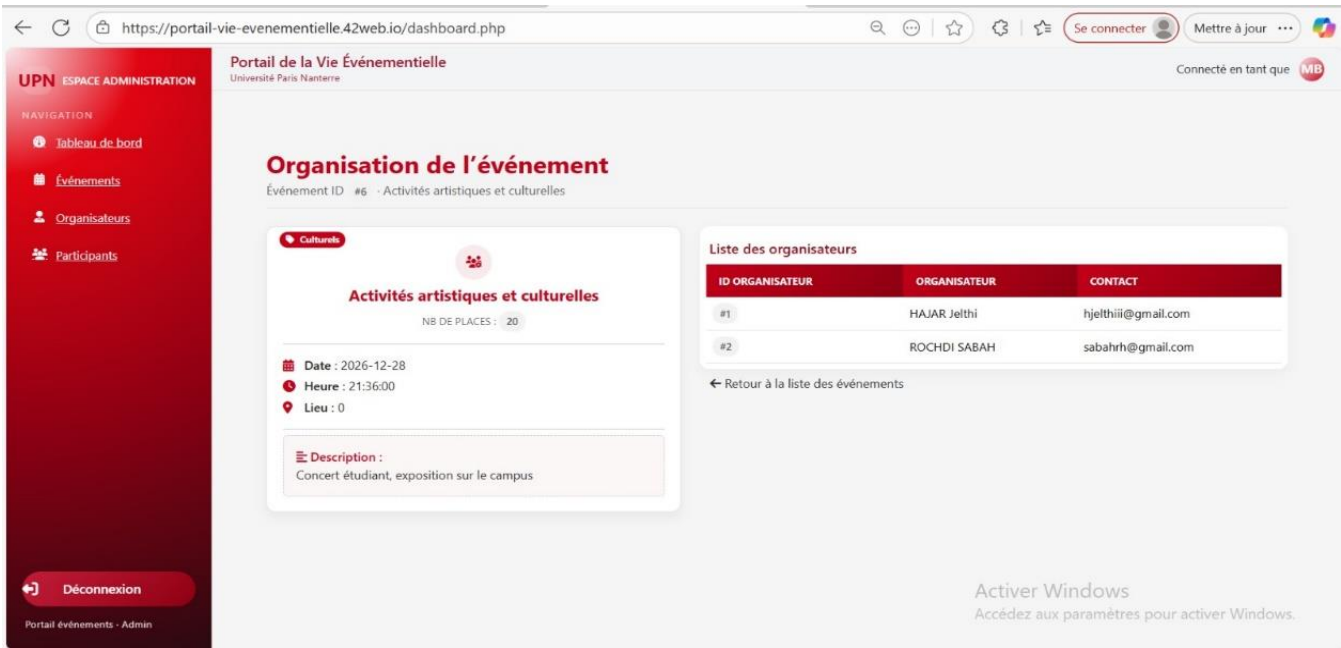 https://portail-vie-evenementielle.42web.io/dashboard.php
Se connecter
Mettre à jour
UPN ESPACE ADMINISTRATION
Portail de la Vie Événementielle
Université Paris Nanterre
Connecté en tant que MB
NAVIGATION
Tableau de bord
Événements
Organisateurs
Participants
Organisation de l'événement
Événement ID #6 · Activités artistiques et culturelles
Culturels
Activités artistiques et culturelles
NB DE PLACES : 20
Date : 2026-12-28
Heure : 21:36:00
Lieu : 0
Description :
Concert étudiant, exposition sur le campus
Liste des organisateurs
ID ORGANISATEUR ORGANISATEUR CONTACT
#1 HAJAR Jelthi hjelthiii@gmail.com
#2 ROCHDI SABAH sabahrh@gmail.com
← Retour à la liste des événements
Déconnexion
Portail événements - Admin
Activer Windows
Accédez aux paramètres pour activer Windows.